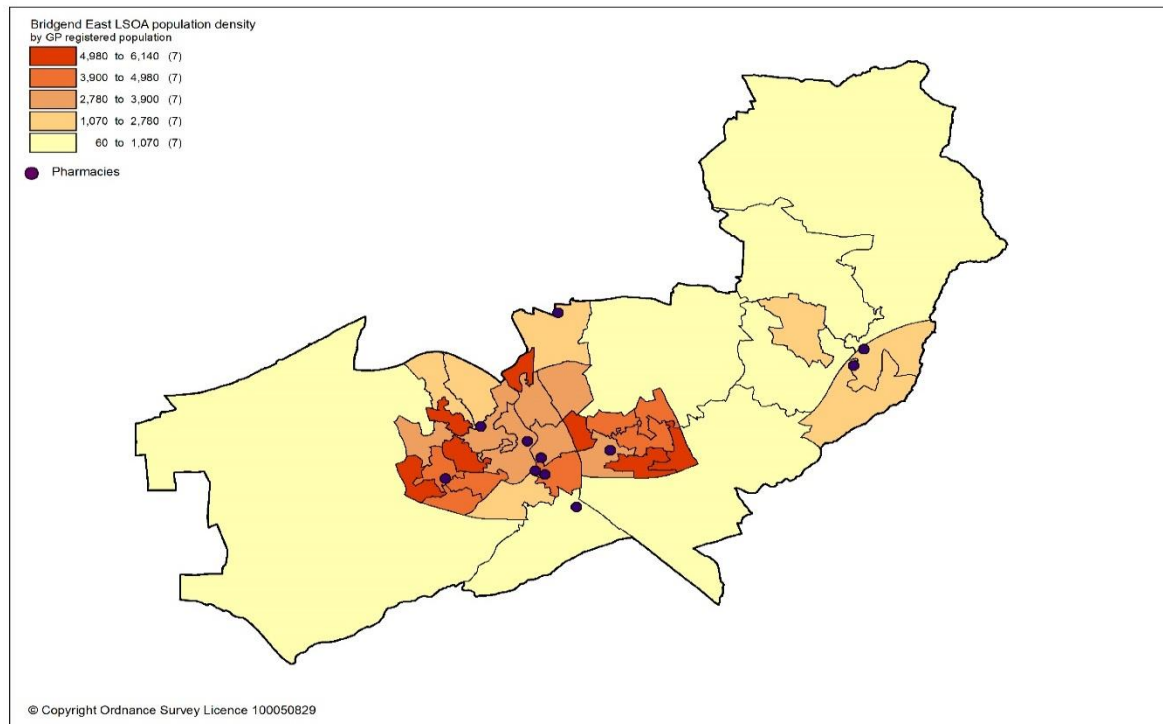 Bridgend East LSOA population density
by GP registered population
4,980 to 6,140 (7)
3,900 to 4,980 (7)
2,780 to 3,900 (7)
1,070 to 2,780 (7)
60 to 1,070 (7)
Pharmacies
© Copyright Ordnance Survey Licence 100050829